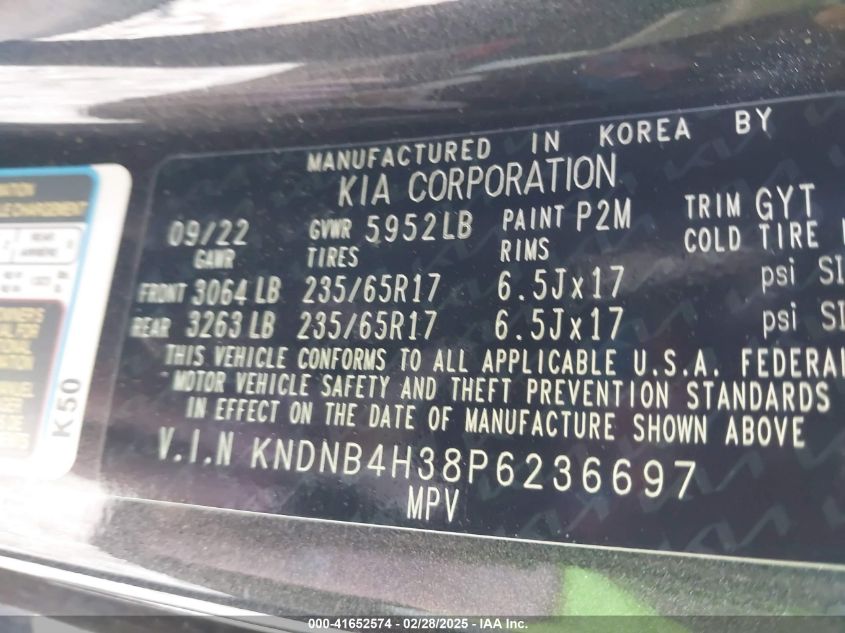 MANUFACTURED IN KOREA BY
KIA CORPORATION
09/22 GVWR 5952LB PAINT P2M TRIM GYT
GAWR TIRES RIMS COLD TIRE
FRONT 3064 LB 235/65R17 6.5Jx17 psi SI
REAR 3263 LB 235/65R17 6.5Jx17 psi SI
THIS VEHICLE CONFORMS TO ALL APPLICABLE U.S.A. FEDERAL
MOTOR VEHICLE SAFETY AND THEFT PREVENTION STANDARDS
IN EFFECT ON THE DATE OF MANUFACTURE SHOWN ABOVE
V.I.N KNDNB4H38P6236697
MPV
K50
000-41652574 / 02/28/2025 - IAA Inc.